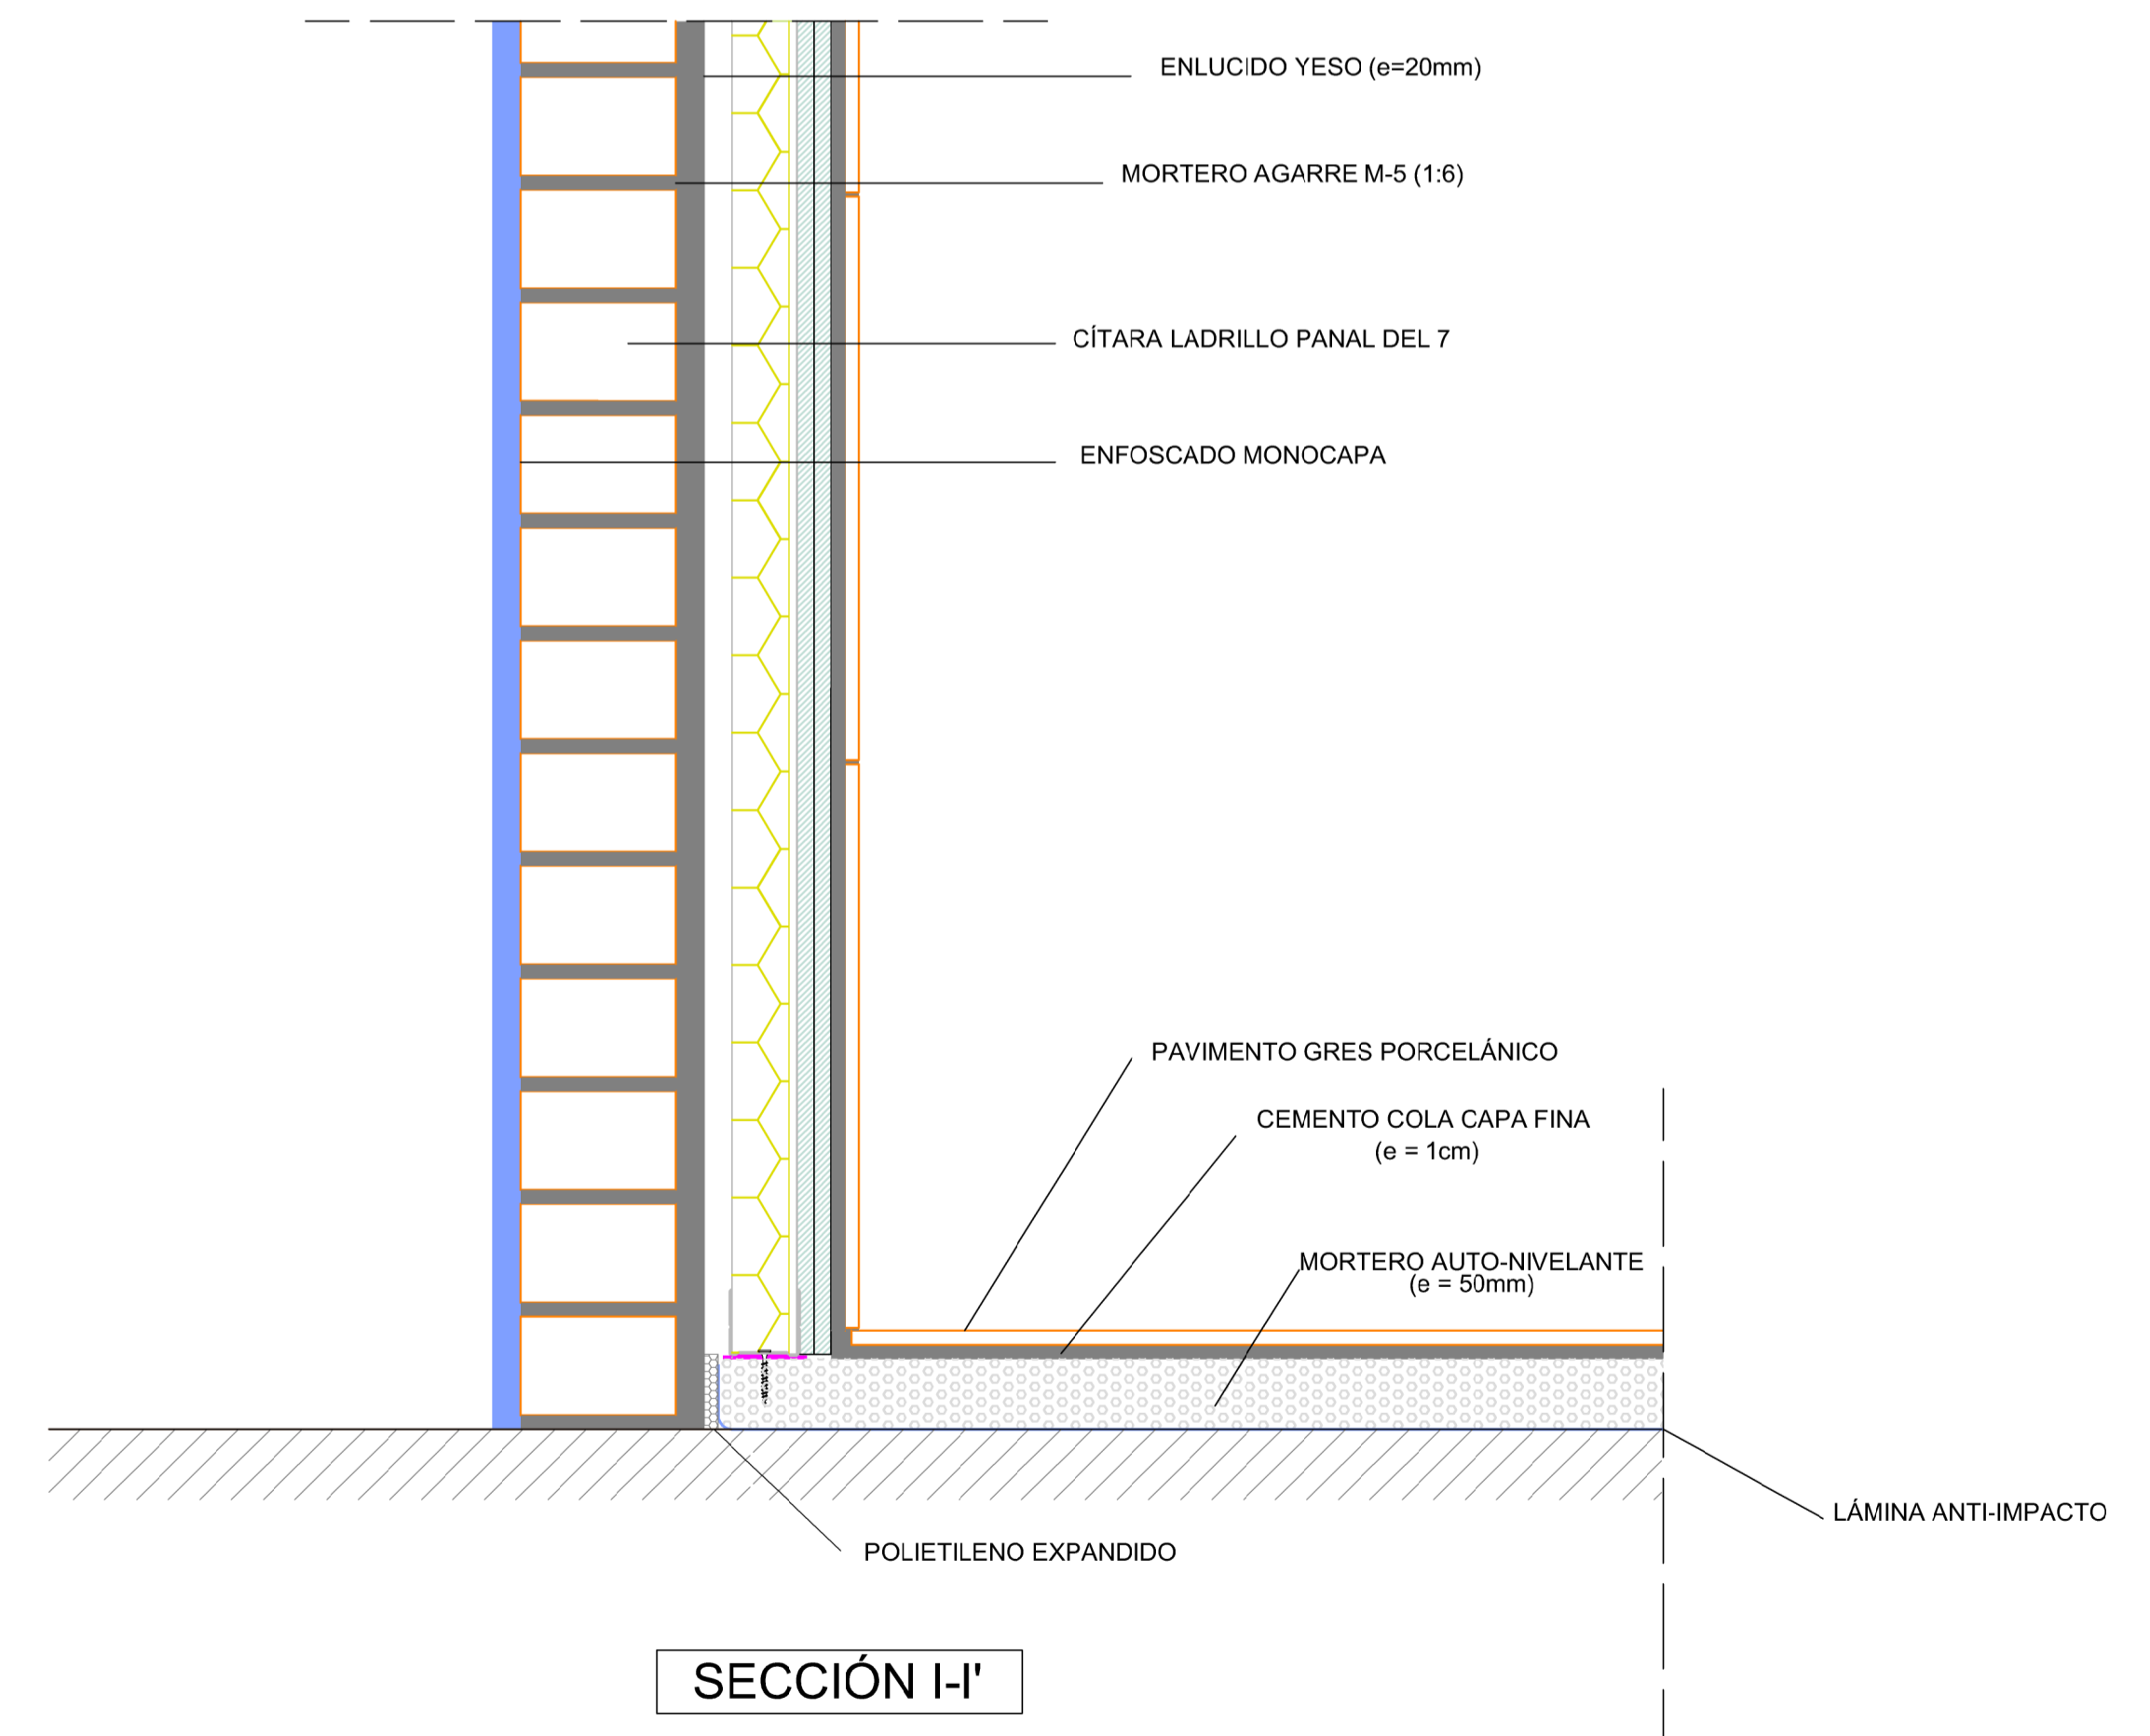 ENLUCIDO YESO (e=20mm)
MORTERO AGARRE M-5 (1:6)
CÍTARA LADRILLO PANAL DEL 7
ENFOSCADO MONOCAPA
PAVIMENTO GRES PORCELÁNICO
CEMENTO COLA CAPA FINA
(e = 1cm)
MORTERO AUTO-NIVELANTE
(e = 50mm)
LÁMINA ANTI-IMPACTO
POLIETILENO EXPANDIDO
SECCIÓN I-I'